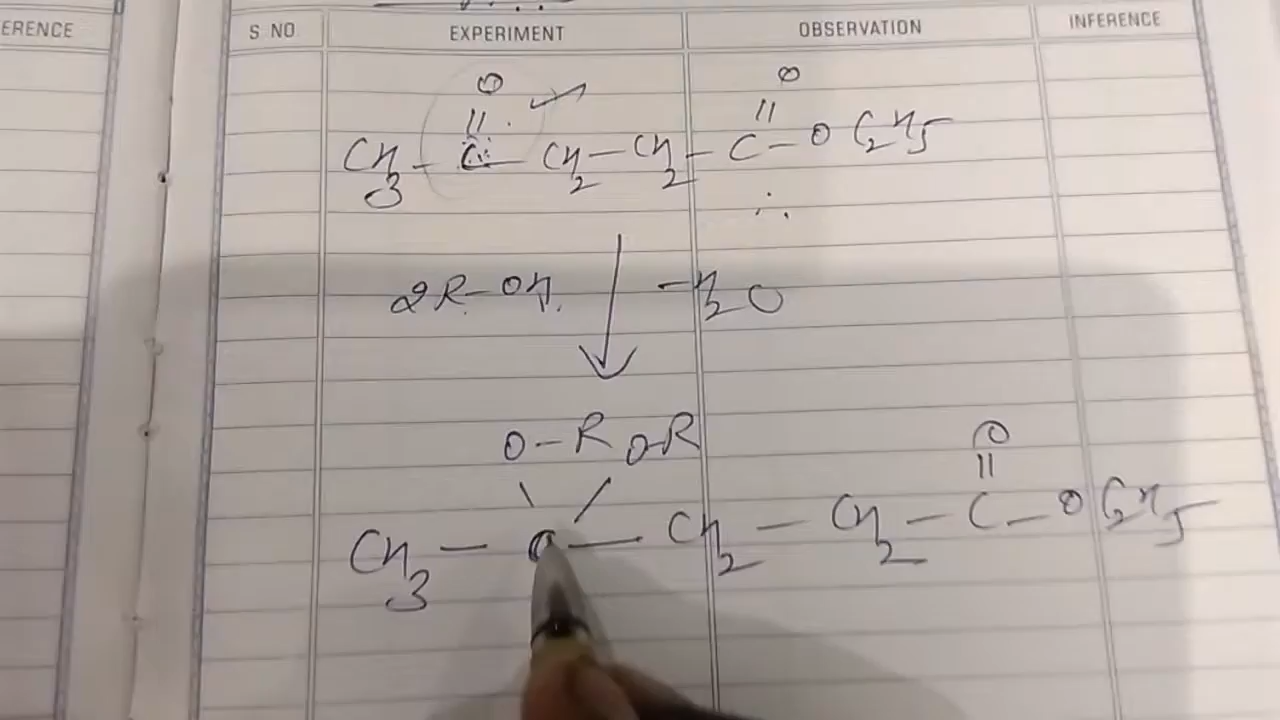 ERENCE
S NO EXPERIMENT OBSERVATION INFERENCE
O O
|| ||
CH3 - C - CH2 - CH2 - C - O C2H5
2R-OH -H2O
O-R O-R O
\ / ||
CH3 - C - CH2 - CH2 - C - O C2H5